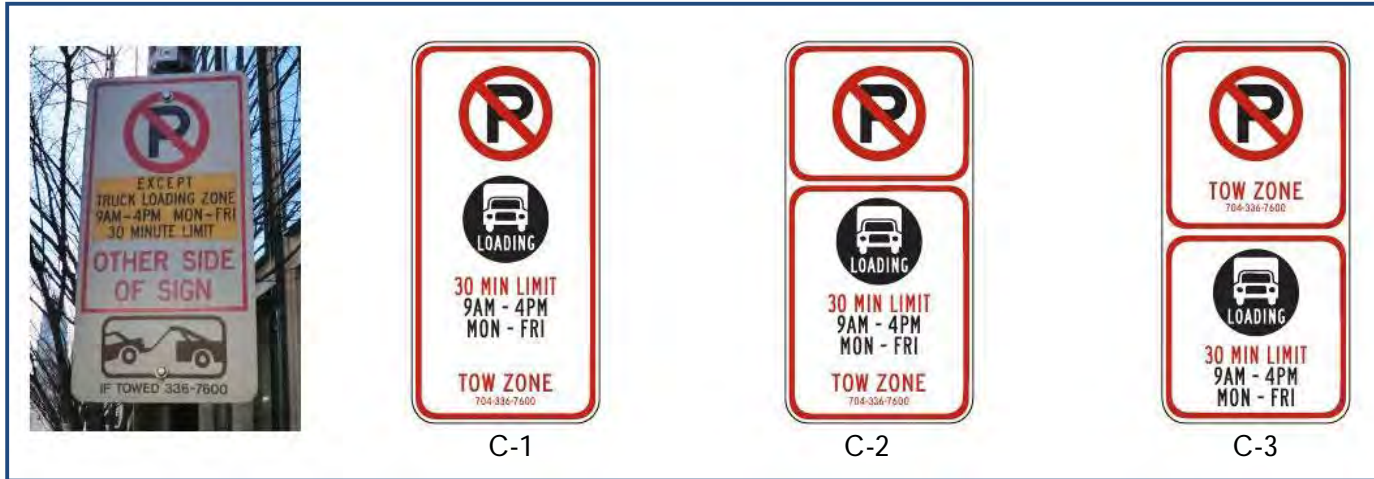 P
EXCEPT
TRUCK LOADING ZONE
9AM-4PM MON-FRI
30 MINUTE LIMIT
OTHER SIDE
OF SIGN
IF TOWED 336-7600
P
LOADING
30 MIN LIMIT
9AM - 4PM
MON - FRI
TOW ZONE
704-336-7600
C-1
P
LOADING
30 MIN LIMIT
9AM - 4PM
MON - FRI
TOW ZONE
704-336-7600
C-2
P
TOW ZONE
704-336-7600
LOADING
30 MIN LIMIT
9AM - 4PM
MON - FRI
C-3